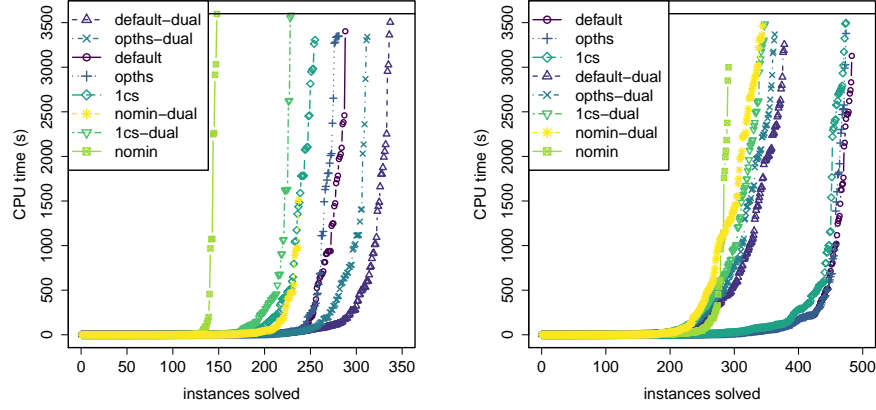 default−dual
opths−dual
default
opths
1cs
nomin−dual
1cs−dual
nomin
CPU time (s)
0
500
1000
1500
2000
2500
3000
3500
0 50 100 150 200 250 300 350
instances solved
default
opths
1cs
default−dual
opths−dual
1cs−dual
nomin−dual
nomin
CPU time (s)
0
500
1000
1500
2000
2500
3000
3500
0 100 200 300 400 500
instances solved